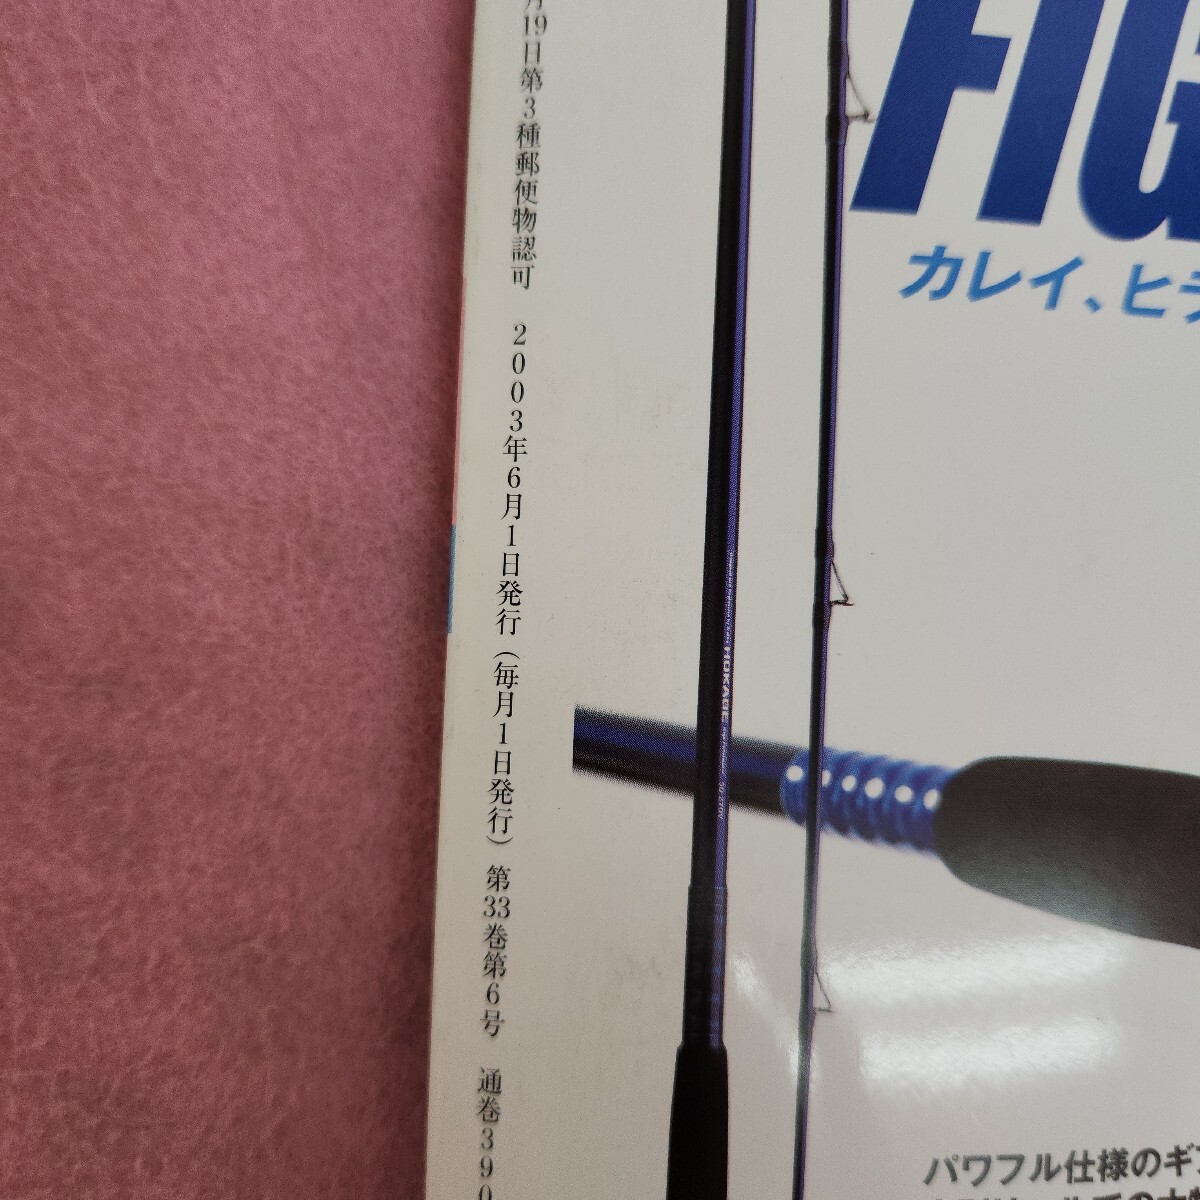 月19日第3種郵便物認可 2003年6月1日発行(毎月1日発行)第33巻第6号 通巻390
FIG
カレイ、ヒラ
パワフル仕様のギ